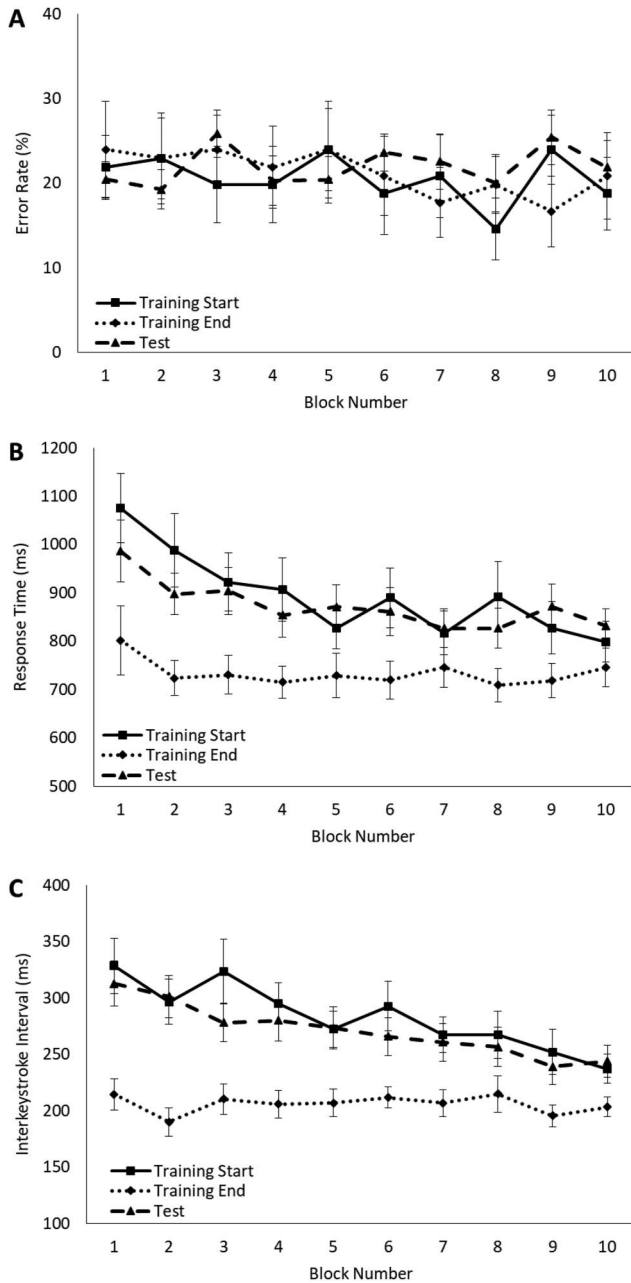 A
40
30
20
10
0
Error Rate (%)
Training Start
Training End
Test
1 2 3 4 5 6 7 8 9 10
Block Number
B
1200
1100
1000
900
800
700
600
500
Response Time (ms)
Training Start
Training End
Test
1 2 3 4 5 6 7 8 9 10
Block Number
C
400
350
300
250
200
150
100
Interkeystroke Interval (ms)
Training Start
Training End
Test
1 2 3 4 5 6 7 8 9 10
Block Number